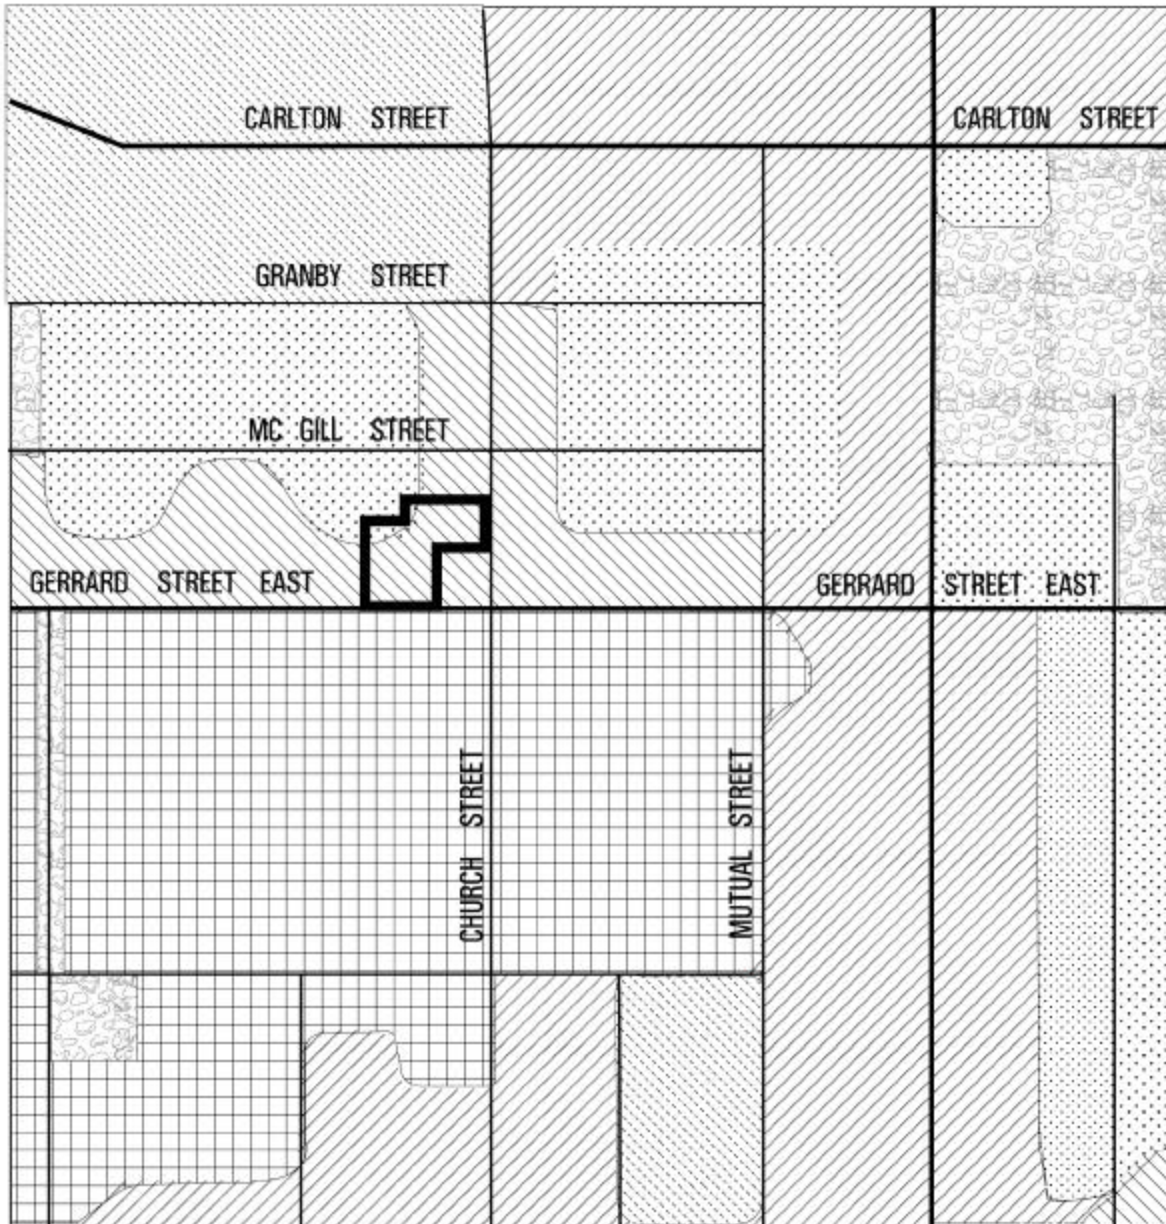 CARLTON STREET
CARLTON STREET
GRANBY STREET
MC GILL STREET
GERRARD STREET EAST
GERRARD STREET EAST
CHURCH STREET
MUTUAL STREET